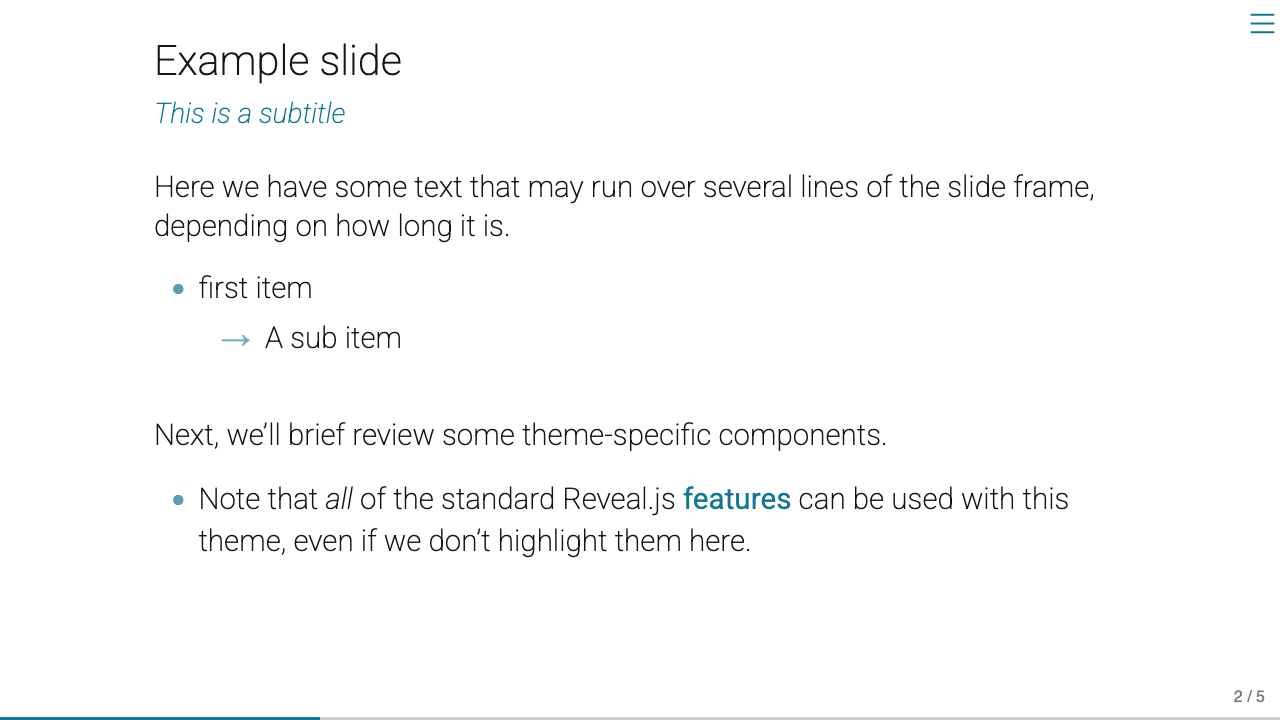 Example slide
This is a subtitle
Here we have some text that may run over several lines of the slide frame,
depending on how long it is.
• first item
→ A sub item
Next, we’ll brief review some theme-specific components.
• Note that all of the standard Reveal.js features can be used with this
theme, even if we don’t highlight them here.
2 / 5